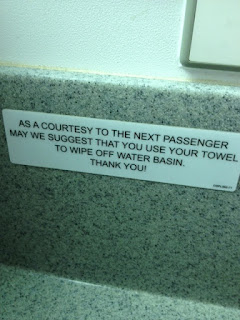 AS A COURTESY TO THE NEXT PASSENGER
MAY WE SUGGEST THAT YOU USE YOUR TOWEL
TO WIPE OFF WATER BASIN.
THANK YOU!